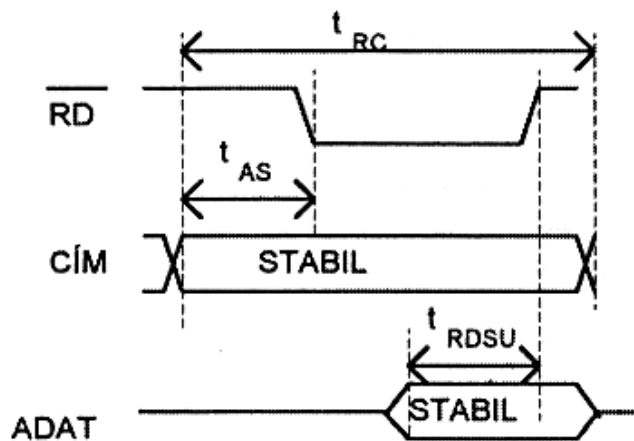 t RC
RD
t AS
CÍM STABIL
t RDSU
ADAT STABIL